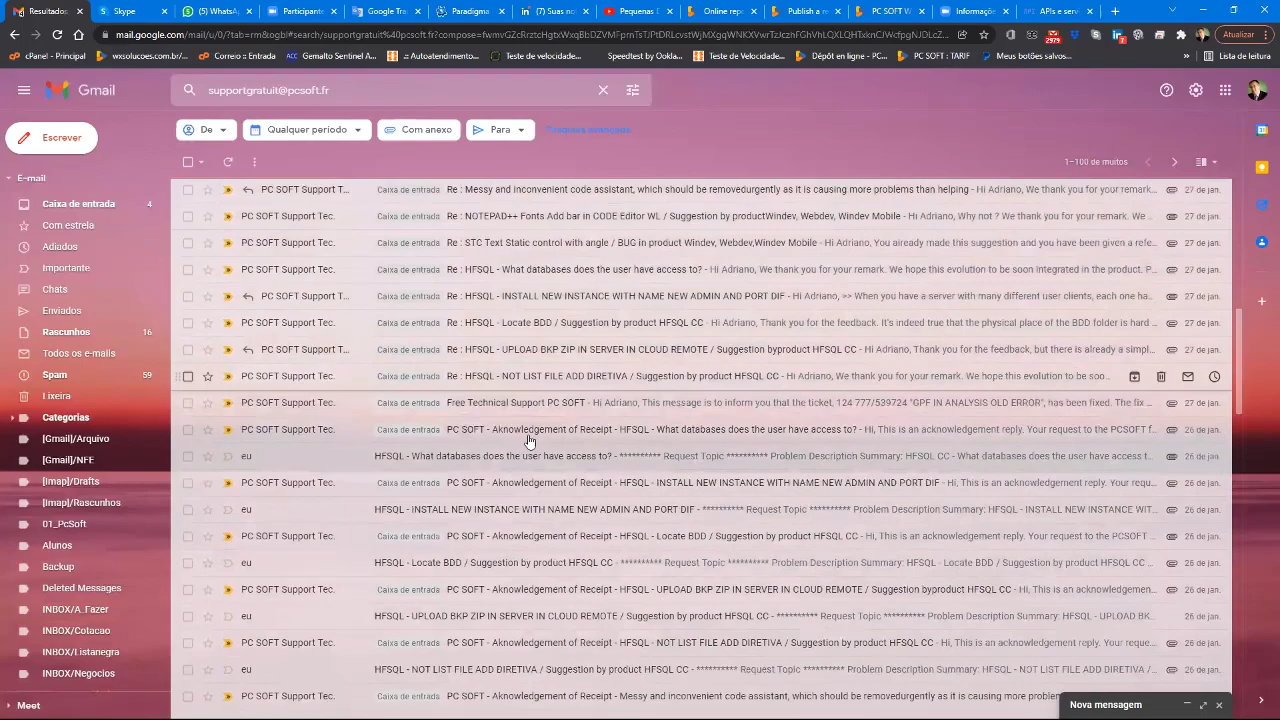 Resultados
Skype
(5) WhatsA
Participante
Google Tra
Paradigma
(7) Suas no
Pequenas
Online rep
Publish a r
PC SOFT W
Informaçõ
APIs e serv
mail.google.com
2979
Atualizar
cPanel - Principal
wxsolucoes.com.br/
Correo :: Entrada
Gemalto Sentinel A...
:: Autoatendimento...
Teste de velocidade...
Speedtest by Ookla...
Teste de Velocidade...
Dépôt en ligne - PC...
PC SOFT : TARIF
Meus botões salvos...
Lista de leitura
Gmail
supportgratuit@pcsoft.fr
Escrever
De
Qualquer período
Com anexo
Para
Pesquisa avançada
1–100 de muitos
E-mail
Caixa de entrada 4
Com estrela
Adiados
Importante
Chats
Enviados
Rascunhos 16
Todos os e-mails
Spam 59
Lixeira
Categorias
[Gmail]/Arquivo
[Gmail]/NFE
[Imap]/Drafts
[Imap]/Rascunhos
01_PcSoft
Alunos
Backup
Deleted Messages
INBOX/A_Fazer
INBOX/Cotacao
INBOX/Listanegra
INBOX/Negocios
Meet
PC SOFT Support T... Caixa de entrada Re : Messy and inconvenient code assistant, which should be removedurgently as it is causing more problems than helping - Hi Adriano, We thank you for your remark... 27 de jan.
PC SOFT Support Tec. Caixa de entrada Re : NOTEPAD++ Fonts Add bar in CODE Editor WL / Suggestion by productWindev, Webdev, Windev Mobile - Hi Adriano, Why not ? We thank you for your remark. We ... 27 de jan.
PC SOFT Support Tec. Caixa de entrada Re : STC Text Static control with angle / BUG in product Windev, Webdev,Windev Mobile - Hi Adriano, You already made this suggestion and you have been given a refe... 27 de jan.
PC SOFT Support Tec. Caixa de entrada Re : HFSQL - What databases does the user have access to? - Hi Adriano, We thank you for your remark. We hope this evolution to be soon integrated in the product. P... 27 de jan.
PC SOFT Support T... Caixa de entrada Re : HFSQL - INSTALL NEW INSTANCE WITH NAME NEW ADMIN AND PORT DIF - Hi Adriano, >> When you have a server with many different user clients, each one ha... 27 de jan.
PC SOFT Support Tec. Caixa de entrada Re : HFSQL - Locate BDD / Suggestion by product HFSQL CC - Hi Adriano, Thank you for the feedback. It's indeed true that the physical place of the BDD folder is hard ... 27 de jan.
PC SOFT Support T... Caixa de entrada Re : HFSQL - UPLOAD BKP ZIP IN SERVER IN CLOUD REMOTE / Suggestion byproduct HFSQL CC - Hi Adriano, Thank you for the feedback, but there is already a simpl... 27 de jan.
PC SOFT Support Tec. Caixa de entrada Re : HFSQL - NOT LIST FILE ADD DIRETIVA / Suggestion by product HFSQL CC - Hi Adriano, We thank you for your remark. We hope this evolution to be soo...
PC SOFT Support Tec. Caixa de entrada Free Technical Support PC SOFT - Hi Adriano, This message is to inform you that the ticket, 124 777/539724 "GPF IN ANALYSIS OLD ERROR", has been fixed. The fix ... 27 de jan.
PC SOFT Support Tec. Caixa de entrada PC SOFT - Aknowledgement of Receipt - HFSQL - What databases does the user have access to? - Hi, This is an acknowledgement reply. Your request to the PCSOFT f... 26 de jan.
eu HFSQL - What databases does the user have access to? - ********** Request Topic ********** Problem Description Summary: HFSQL - What databases does the user have access t... 26 de jan.
PC SOFT Support Tec. Caixa de entrada PC SOFT - Aknowledgement of Receipt - HFSQL - INSTALL NEW INSTANCE WITH NAME NEW ADMIN AND PORT DIF - Hi, This is an acknowledgement reply. Your requ... 26 de jan.
eu HFSQL - INSTALL NEW INSTANCE WITH NAME NEW ADMIN AND PORT DIF - ********** Request Topic ********** Problem Description Summary: HFSQL - INSTALL NEW INSTANCE WIT... 26 de jan.
PC SOFT Support Tec. Caixa de entrada PC SOFT - Aknowledgement of Receipt - HFSQL - Locate BDD / Suggestion by product HFSQL CC - Hi, This is an acknowledgement reply. Your request to the PCSOFT... 26 de jan.
eu HFSQL - Locate BDD / Suggestion by product HFSQL CC - ********** Request Topic ********** Problem Description Summary: HFSQL - Locate BDD / Suggestion by product HFSQL CC ... 26 de jan.
PC SOFT Support Tec. Caixa de entrada PC SOFT - Aknowledgement of Receipt - HFSQL - UPLOAD BKP ZIP IN SERVER IN CLOUD REMOTE / Suggestion byproduct HFSQL CC - Hi, This is an acknowledgeme... 26 de jan.
eu HFSQL - UPLOAD BKP ZIP IN SERVER IN CLOUD REMOTE / Suggestion by product HFSQL CC - ********** Request Topic ********** Problem Description Summary: HFSQL - UPLOAD BK... 26 de jan.
PC SOFT Support Tec. Caixa de entrada PC SOFT - Aknowledgement of Receipt - HFSQL - NOT LIST FILE ADD DIRETIVA / Suggestion by product HFSQL CC - Hi, This is an acknowledgement reply. Your reque... 26 de jan.
eu HFSQL - NOT LIST FILE ADD DIRETIVA / Suggestion by product HFSQL CC - ********** Request Topic ********** Problem Description Summary: HFSQL - NOT LIST FILE ADD DIRETIVA /... 26 de jan.
PC SOFT Support Tec. Caixa de entrada PC SOFT - Aknowledgement of Receipt - Messy and inconvenient code assistant, which should be removedurgently as it is causing more problems
Nova mensagem